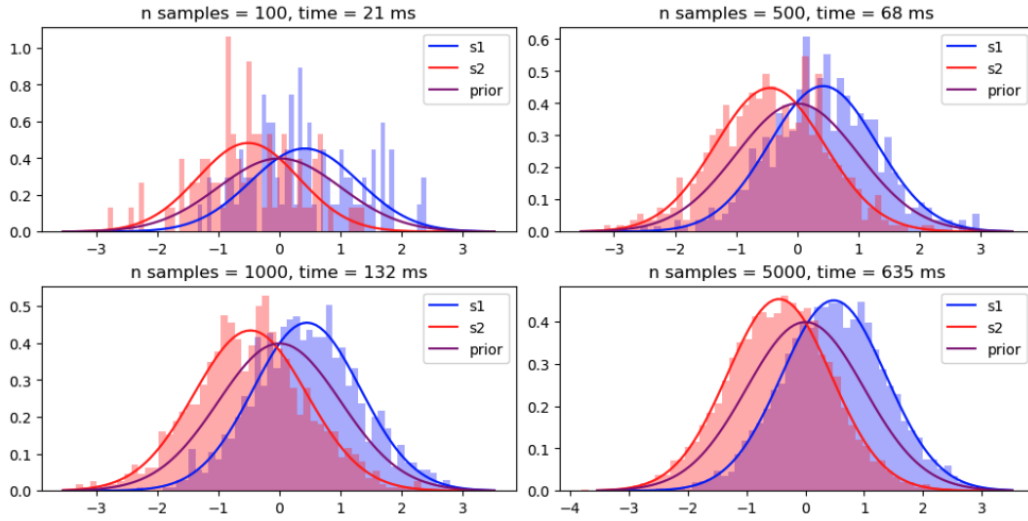 n samples = 100, time = 21 ms
1.0
0.8
0.6
0.4
0.2
0.0
−3 −2 −1 0 1 2 3
s1
s2
prior
n samples = 500, time = 68 ms
0.6
0.5
0.4
0.3
0.2
0.1
0.0
−3 −2 −1 0 1 2 3
s1
s2
prior
n samples = 1000, time = 132 ms
0.5
0.4
0.3
0.2
0.1
0.0
−3 −2 −1 0 1 2 3
s1
s2
prior
n samples = 5000, time = 635 ms
0.4
0.3
0.2
0.1
0.0
−4 −3 −2 −1 0 1 2 3
s1
s2
prior